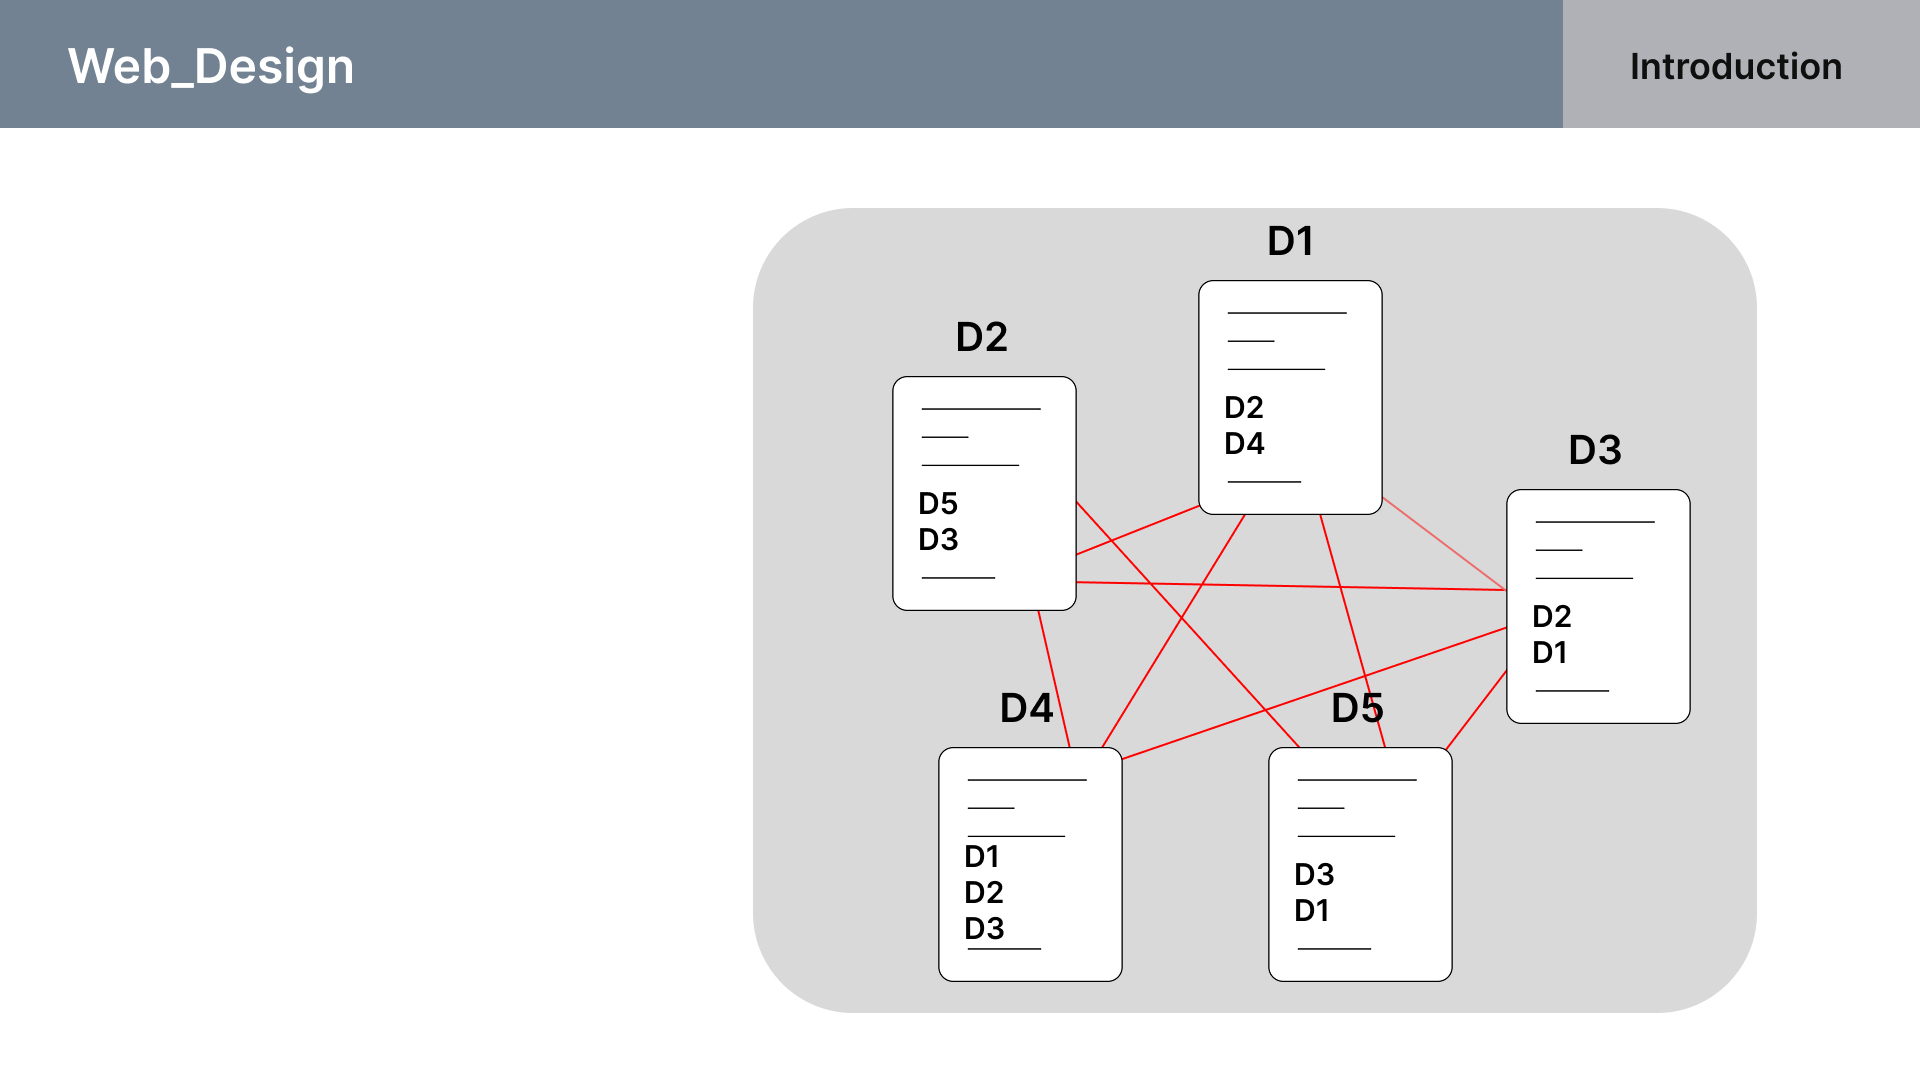 Web_Design
Introduction
D1
D2
D4
D2
D5
D3
D3
D2
D1
D4
D1
D2
D3
D5
D3
D1